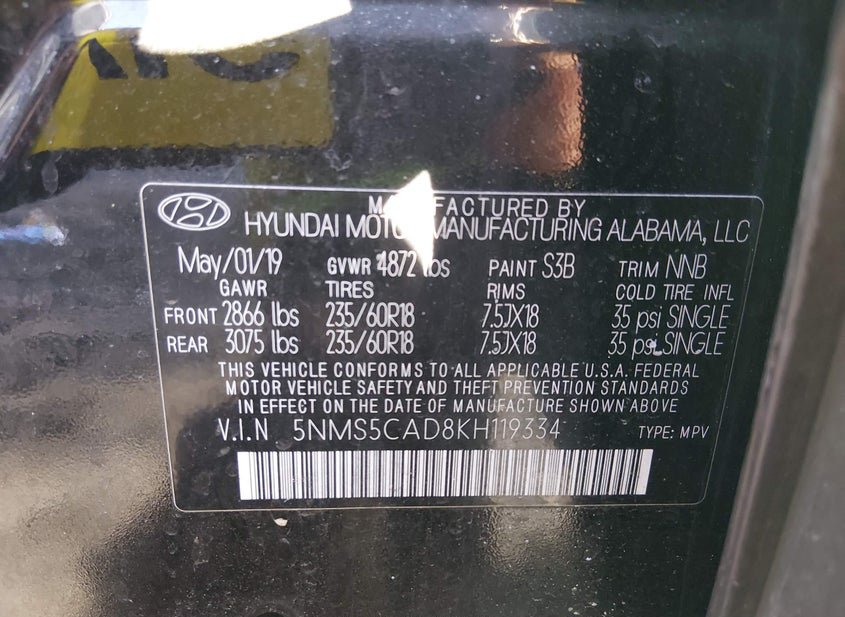 MANUFACTURED BY
HYUNDAI MOTOR MANUFACTURING ALABAMA, LLC
May/01/19 GVWR 4872 lbs PAINT S3B TRIM NNB
GAWR TIRES RIMS COLD TIRE INFL
FRONT 2866 lbs 235/60R18 7.5JX18 35 psi SINGLE
REAR 3075 lbs 235/60R18 7.5JX18 35 psi SINGLE
THIS VEHICLE CONFORMS TO ALL APPLICABLE U.S.A. FEDERAL
MOTOR VEHICLE SAFETY AND THEFT PREVENTION STANDARDS
IN EFFECT ON THE DATE OF MANUFACTURE SHOWN ABOVE
V.I.N 5NMS5CAD8KH119334 TYPE: MPV